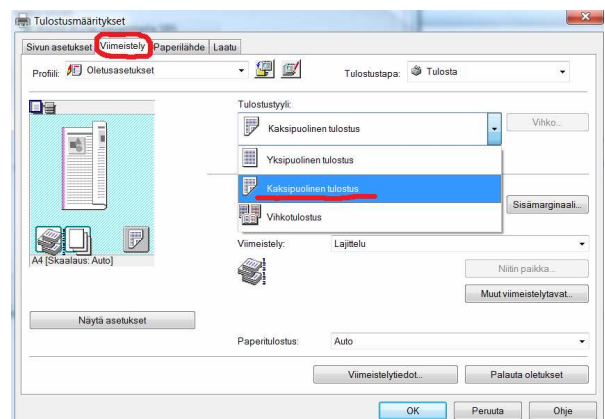 Tulostusmääritykset
Sivun asetukset Viimeistely Paperilähde Laatu
Profiili: Oletusasetukset Tulostustapa: Tulosta
Tulostustyyli:
Kaksipuolinen tulostus Vihko...
Yksipuolinen tulostus
Kaksipuolinen tulostus
Sisämarginaali...
Vihkotulostus
Viimeistely: Lajittelu
A4 [Skaalaus: Auto]
Niitin paikka...
Muut viimeistelytavat...
Näytä asetukset
Paperitulostus: Auto
Viimeistelytiedot... Palauta oletukset
OK Peruuta Ohje